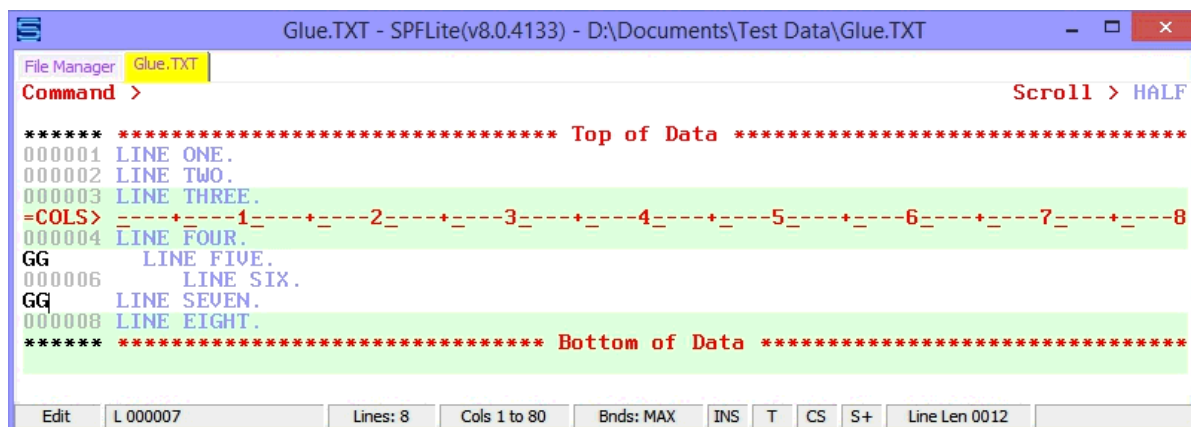 Glue.TXT - SPFLite(v8.0.4133) - D:\Documents\Test Data\Glue.TXT
File Manager Glue.TXT
Command > Scroll > HALF
****** ********************************* Top of Data **********************************
000001 LINE ONE.
000002 LINE TWO.
000003 LINE THREE.
=COLS> ----+----1----+----2----+----3----+----4----+----5----+----6----+----7----+----8
000004 LINE FOUR.
GG LINE FIVE.
000006 LINE SIX.
GG LINE SEVEN.
000008 LINE EIGHT.
****** ******************************** Bottom of Data ********************************
Edit L 000007 Lines: 8 Cols 1 to 80 Bnds: MAX INS T CS S+ Line Len 0012